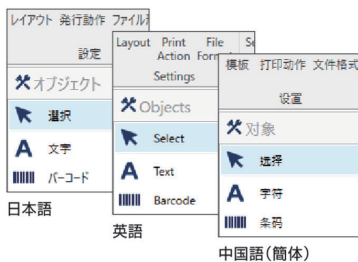 レイアウト 発行動作 ファイル
設定
オブジェクト
選択
文字
バーコード
日本語
Layout Print Action File Format
Settings
Objects
Select
Text
Barcode
英語
模板 打印动作 文件格式
设置
对象
选择
字符
条码
中国語(簡体)